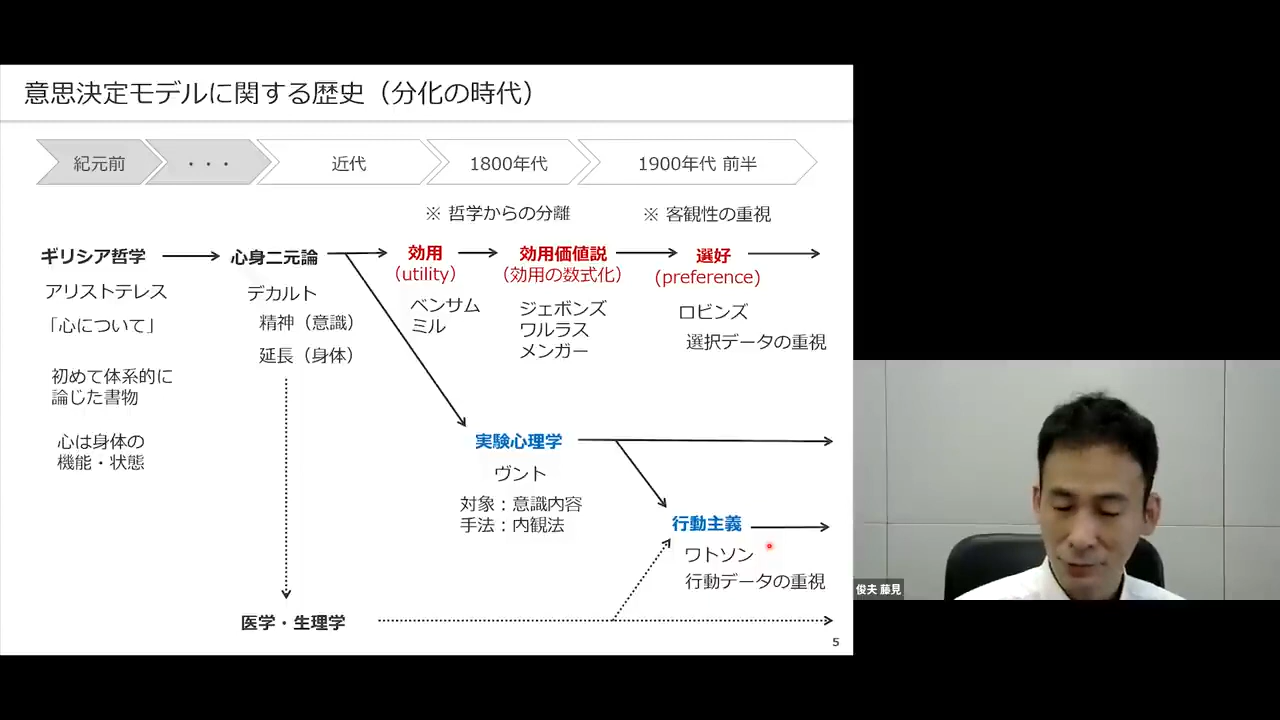 意思決定モデルに関する歴史（分化の時代）
紀元前
・・・
近代
1800年代
1900年代 前半
※ 哲学からの分離
※ 客観性の重視
ギリシア哲学
アリストテレス
「心について」
初めて体系的に
論じた書物
心は身体の
機能・状態
心身二元論
デカルト
精神（意識）
延長（身体）
効用
（utility）
ベンサム
ミル
効用価値説
（効用の数式化）
ジェボンズ
ワルラス
メンガー
選好
(preference)
ロビンズ
選択データの重視
実験心理学
ヴント
対象：意識内容
手法：内観法
行動主義
ワトソン
行動データの重視
医学・生理学
5
俊夫 藤見